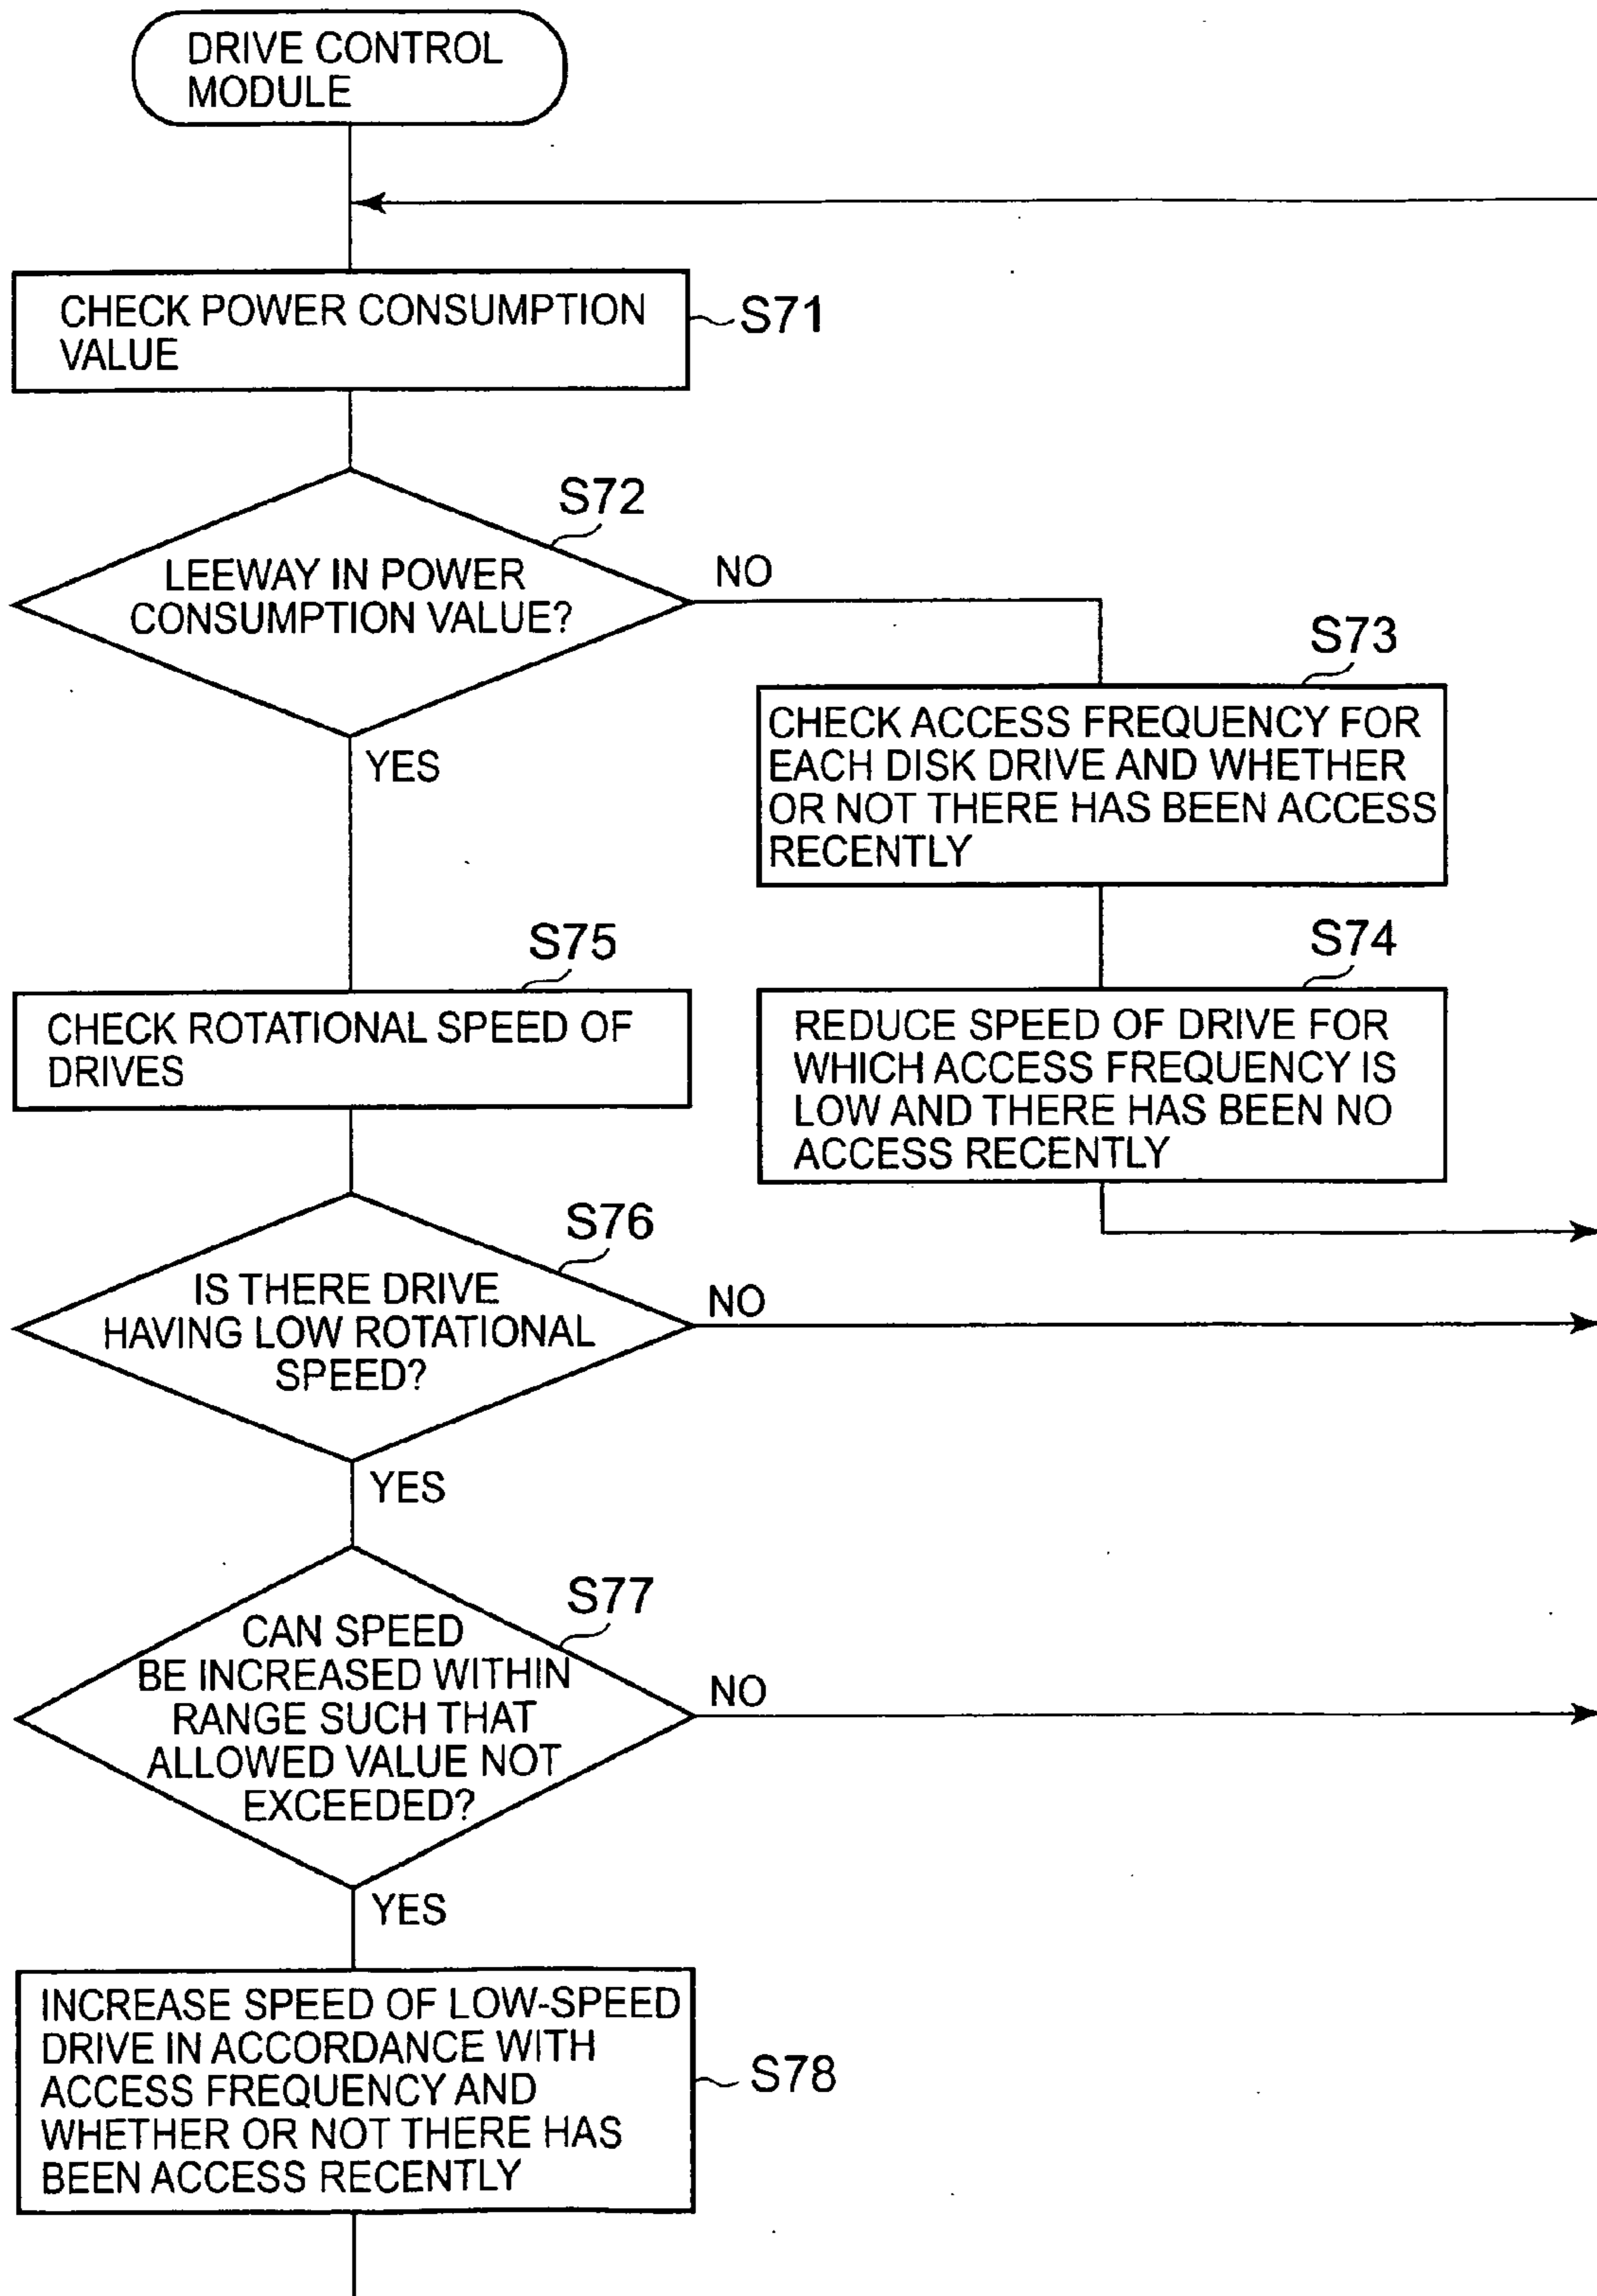 DRIVE CONTROL
MODULE
CHECK POWER CONSUMPTION
VALUE
S71
S72
LEEWAY IN POWER
CONSUMPTION VALUE?
NO
YES
S73
CHECK ACCESS FREQUENCY FOR
EACH DISK DRIVE AND WHETHER
OR NOT THERE HAS BEEN ACCESS
RECENTLY
S74
REDUCE SPEED OF DRIVE FOR
WHICH ACCESS FREQUENCY IS
LOW AND THERE HAS BEEN NO
ACCESS RECENTLY
S75
CHECK ROTATIONAL SPEED OF
DRIVES
S76
IS THERE DRIVE
HAVING LOW ROTATIONAL
SPEED?
NO
YES
S77
CAN SPEED
BE INCREASED WITHIN
RANGE SUCH THAT
ALLOWED VALUE NOT
EXCEEDED?
NO
YES
INCREASE SPEED OF LOW-SPEED
DRIVE IN ACCORDANCE WITH
ACCESS FREQUENCY AND
WHETHER OR NOT THERE HAS
BEEN ACCESS RECENTLY
S78